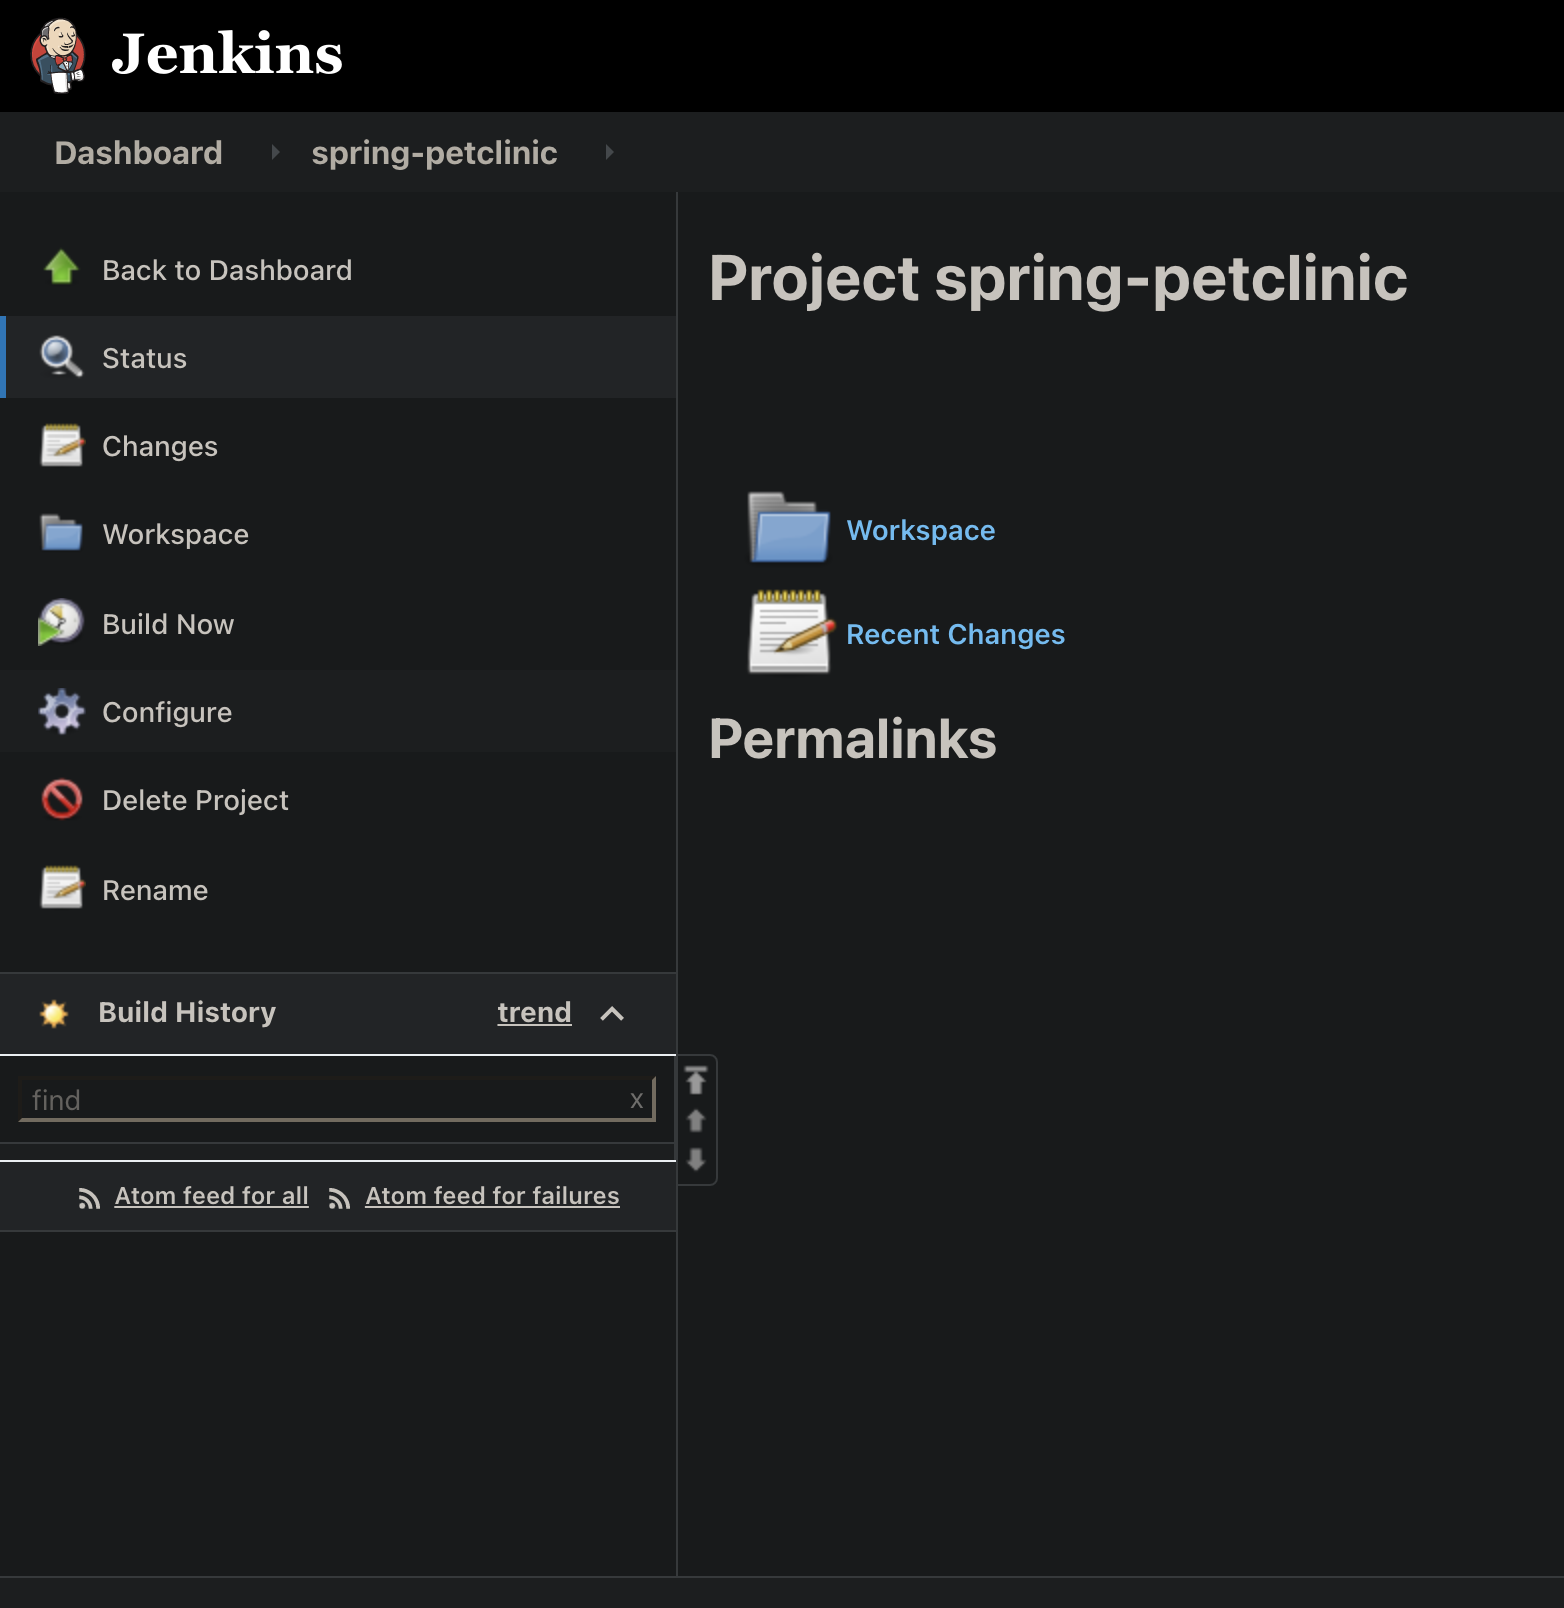 Jenkins
Dashboard
spring-petclinic
Back to Dashboard
Status
Changes
Workspace
Build Now
Configure
Delete Project
Rename
Build History
trend
find
x
Atom feed for all
Atom feed for failures
Project spring-petclinic
Workspace
Recent Changes
Permalinks